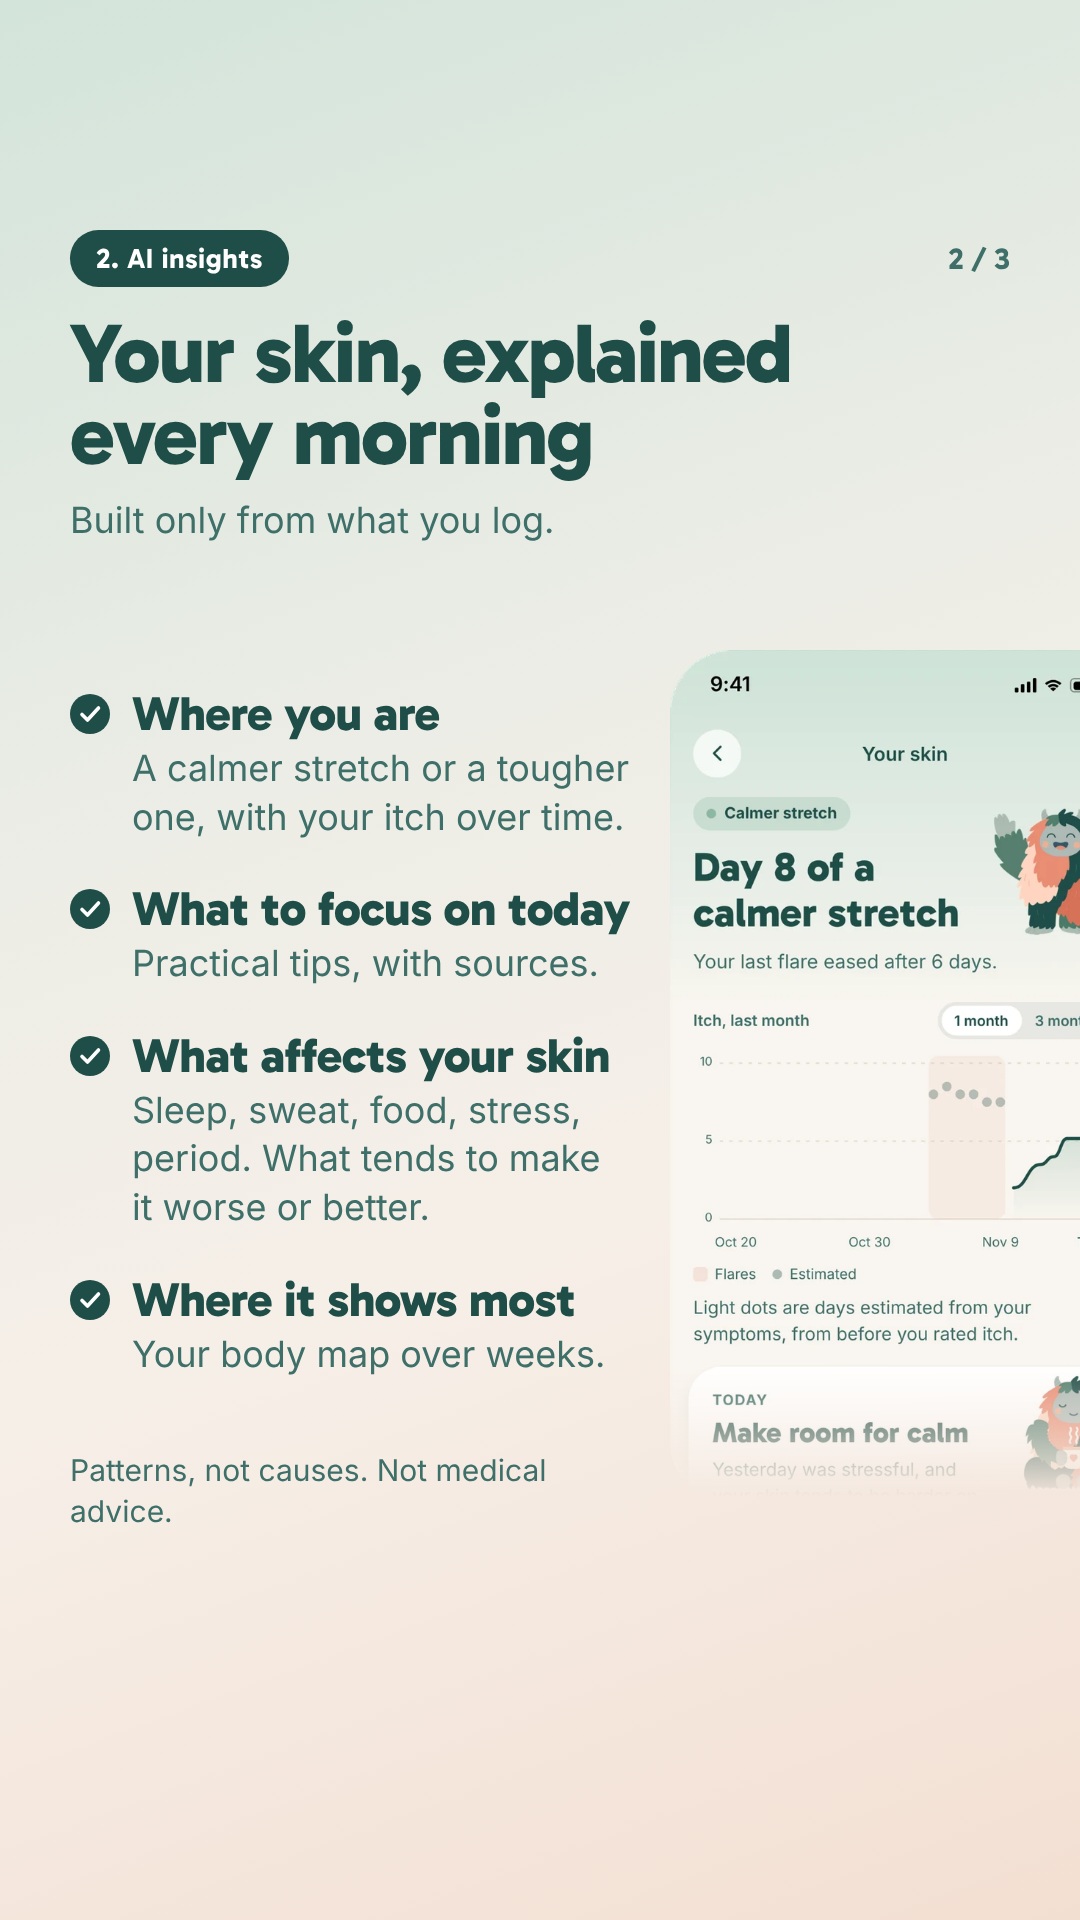 2. AI insights
2 / 3
Your skin, explained
every morning
Built only from what you log.
Where you are
A calmer stretch or a tougher
one, with your itch over time.
What to focus on today
Practical tips, with sources.
What affects your skin
Sleep, sweat, food, stress,
period. What tends to make
it worse or better.
Where it shows most
Your body map over weeks.
Patterns, not causes. Not medical
advice.
9:41
Your skin
Calmer stretch
Day 8 of a
calmer stretch
Your last flare eased after 6 days.
Itch, last month
1 month
3 mont
10
5
0
Oct 20
Oct 30
Nov 9
Flares
Estimated
Light dots are days estimated from your
symptoms, from before you rated itch.
TODAY
Make room for calm
Yesterday was stressful, and